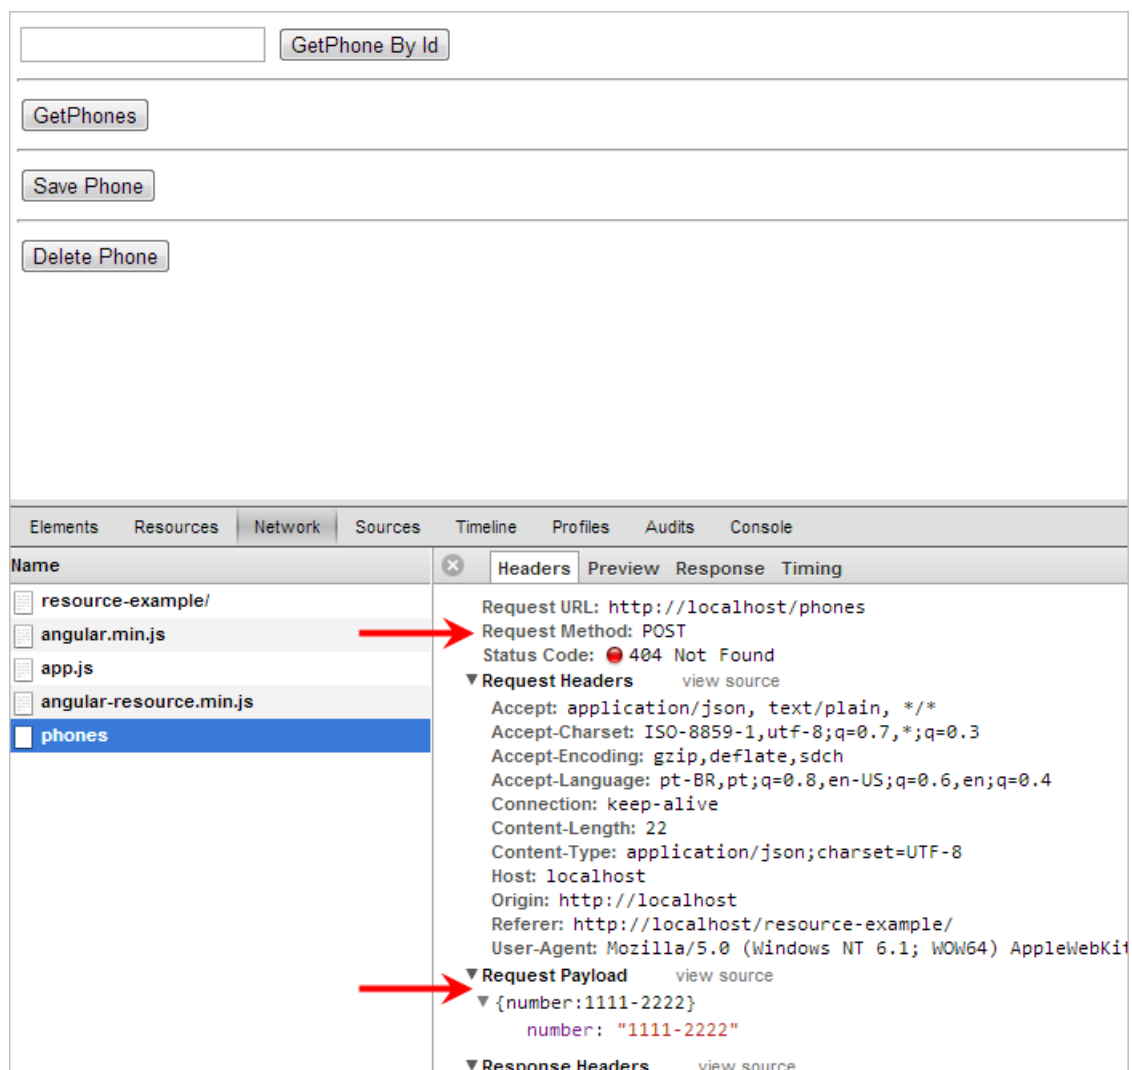 GetPhone By Id
GetPhones
Save Phone
Delete Phone
Elements Resources Network Sources Timeline Profiles Audits Console
Name
resource-example/
angular.min.js
app.js
angular-resource.min.js
phones
Headers Preview Response Timing
Request URL: http://localhost/phones
Request Method: POST
Status Code: 404 Not Found
Request Headers view source
Accept: application/json, text/plain, */*
Accept-Charset: ISO-8859-1,utf-8;q=0.7,*;q=0.3
Accept-Encoding: gzip,deflate,sdch
Accept-Language: pt-BR,pt;q=0.8,en-US;q=0.6,en;q=0.4
Connection: keep-alive
Content-Length: 22
Content-Type: application/json;charset=UTF-8
Host: localhost
Origin: http://localhost
Referer: http://localhost/resource-example/
User-Agent: Mozilla/5.0 (Windows NT 6.1; WOW64) AppleWebKit
Request Payload view source
{number:1111-2222}
number: "1111-2222"
Response Headers view source